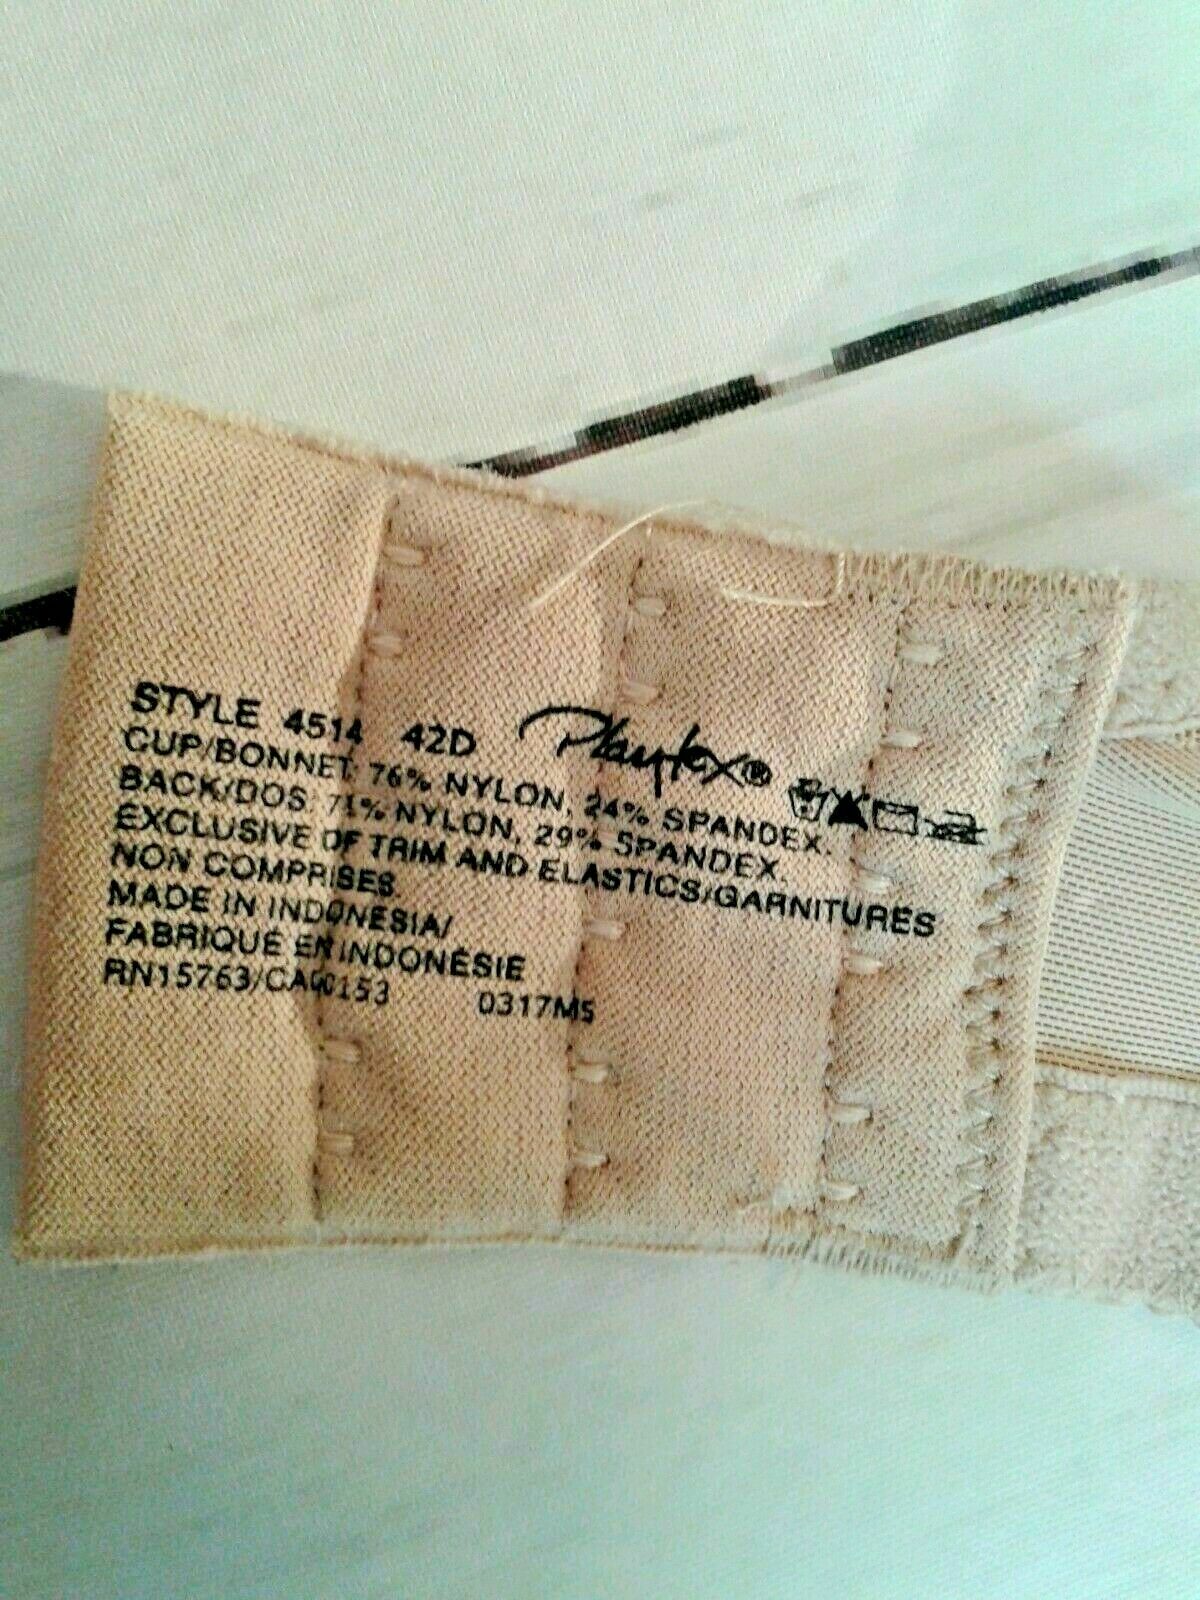 STYLE 4514 42D Playtex®
CUP/BONNET: 76% NYLON, 24% SPANDEX.
BACK/DOS: 71% NYLON, 29% SPANDEX.
EXCLUSIVE OF TRIM AND ELASTICS/GARNITURES
NON COMPRISES.
MADE IN INDONESIA/
FABRIQUÉ EN INDONÉSIE
RN15763/CA00153 0317M5